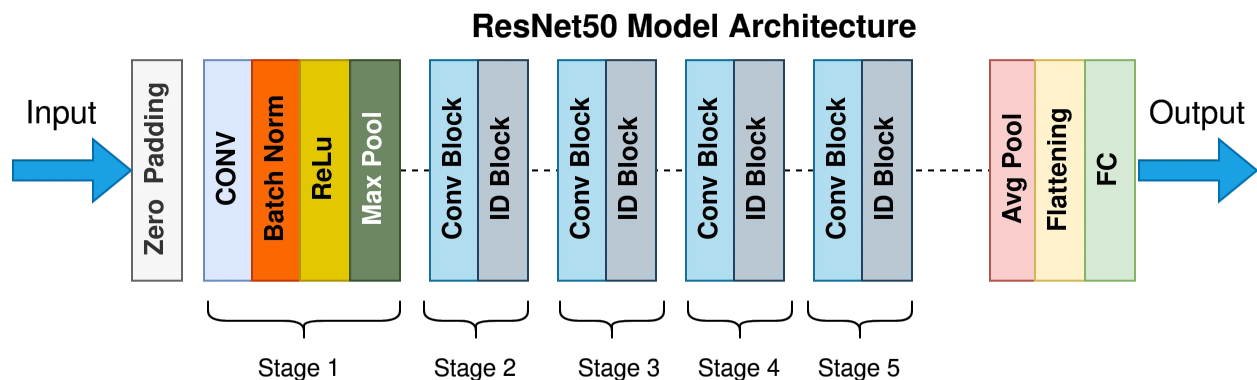 ResNet50 Model Architecture
Input
Zero Padding
CONV
Batch Norm
ReLu
Max Pool
Conv Block
ID Block
Conv Block
ID Block
Conv Block
ID Block
Conv Block
ID Block
Avg Pool
Flattening
FC
Output
Stage 1
Stage 2
Stage 3
Stage 4
Stage 5